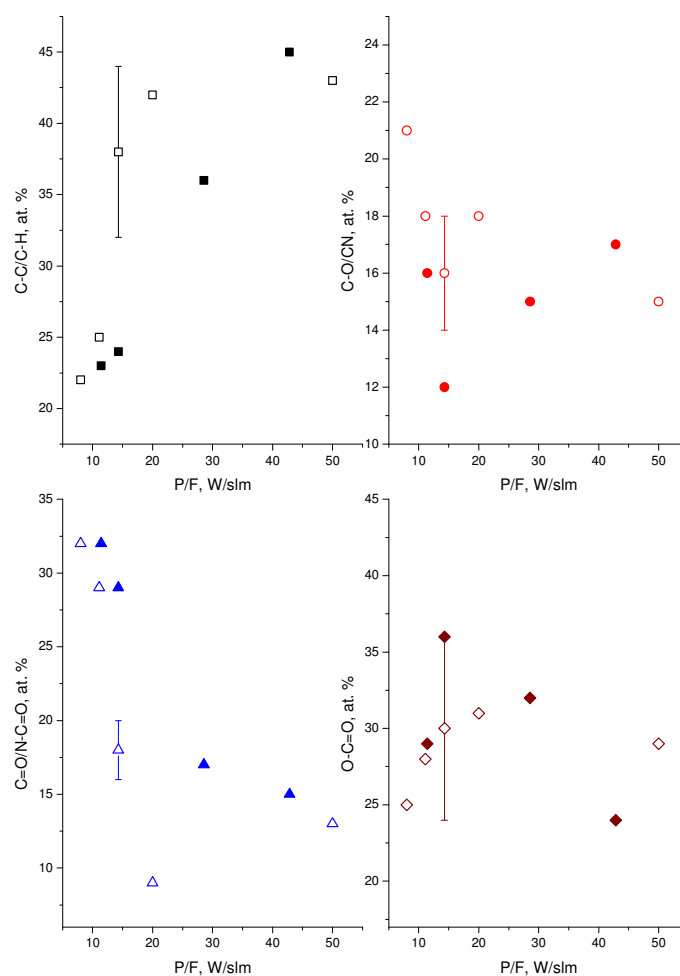 C-C/C-H, at. %
45
40
35
30
25
20
10 20 30 40 50
P/F, W/slm
C-O/CN, at. %
24
22
20
18
16
14
12
10
10 20 30 40 50
P/F, W/slm
C=O/N-C=O, at. %
35
30
25
20
15
10
10 20 30 40 50
P/F, W/slm
O-C=O, at. %
45
40
35
30
25
20
10 20 30 40 50
P/F, W/slm